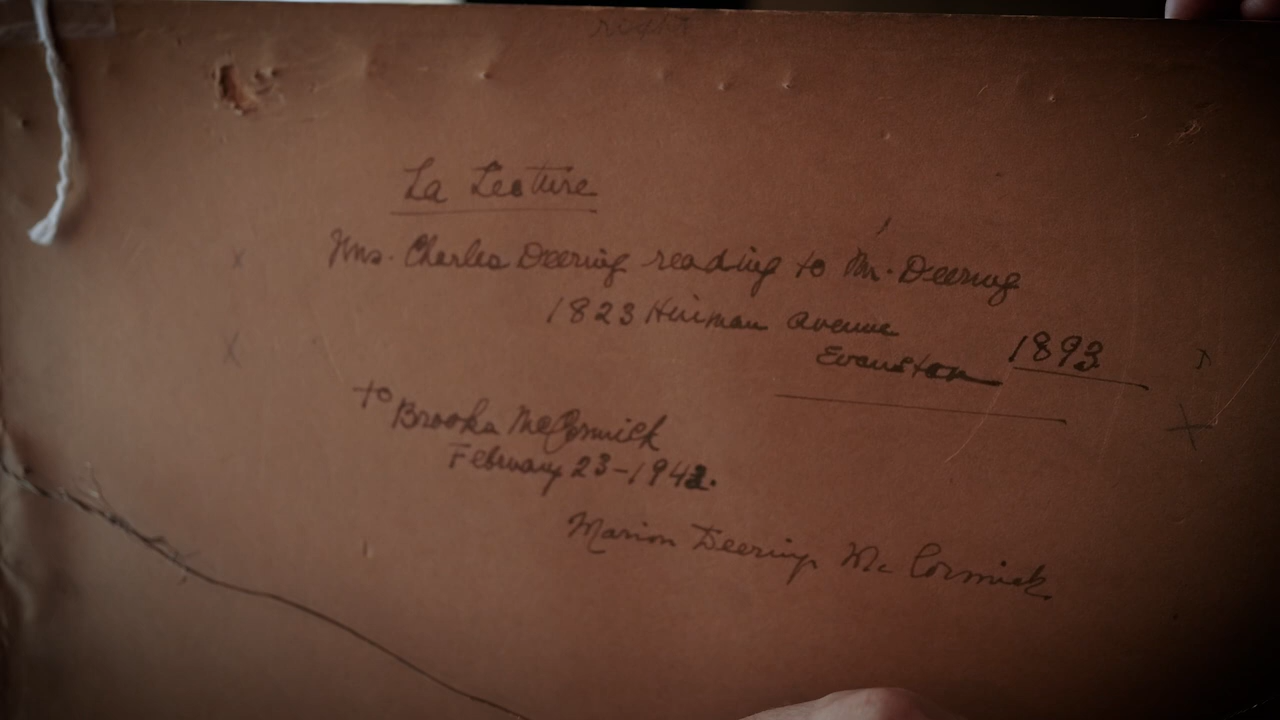 right
La Lecture
Mrs. Charles Deering reading to Mr. Deering
1823 Hinman Avenue
Evanston 1893
to Brooks McCormick
February 23-1942.
Marion Deering McCormick